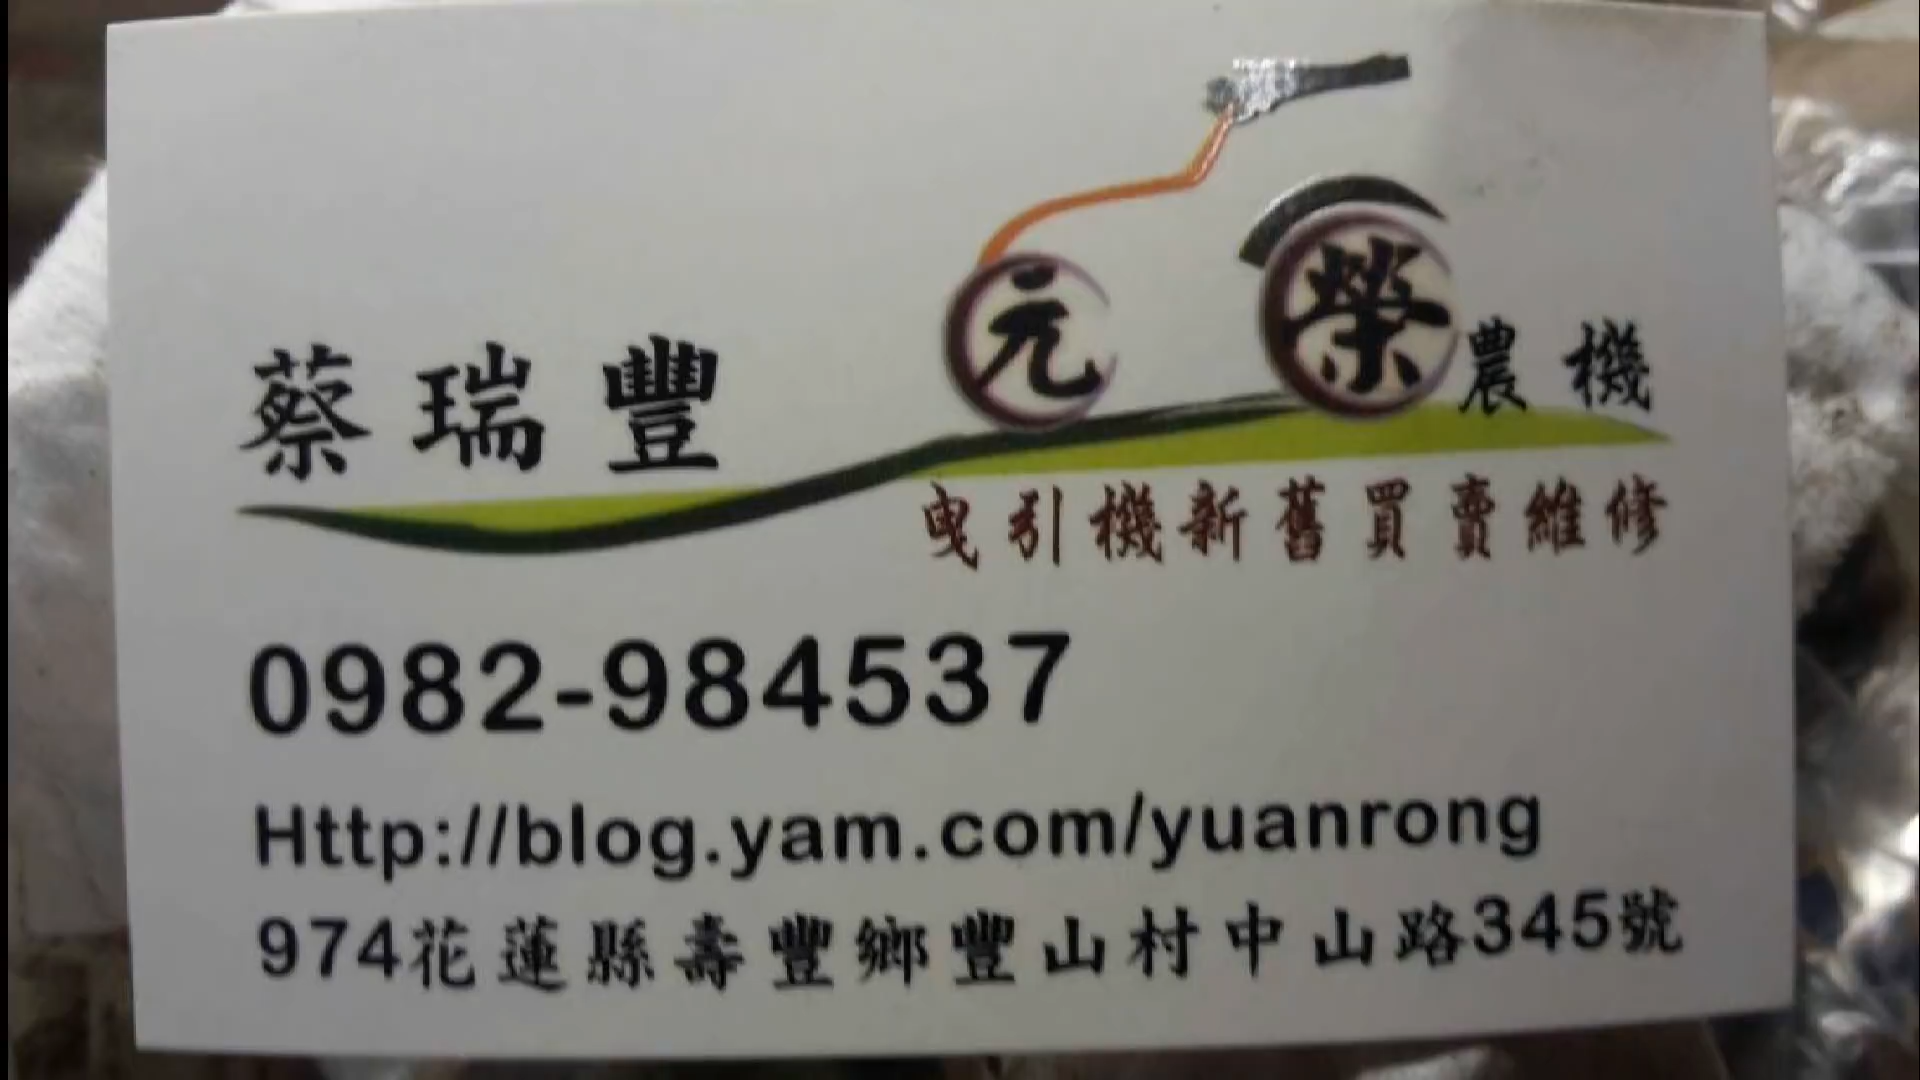 元榮農機
蔡瑞豐
曳引機新舊買賣維修
0982-984537
Http://blog.yam.com/yuanrong
974花蓮縣壽豐鄉豐山村中山路345號